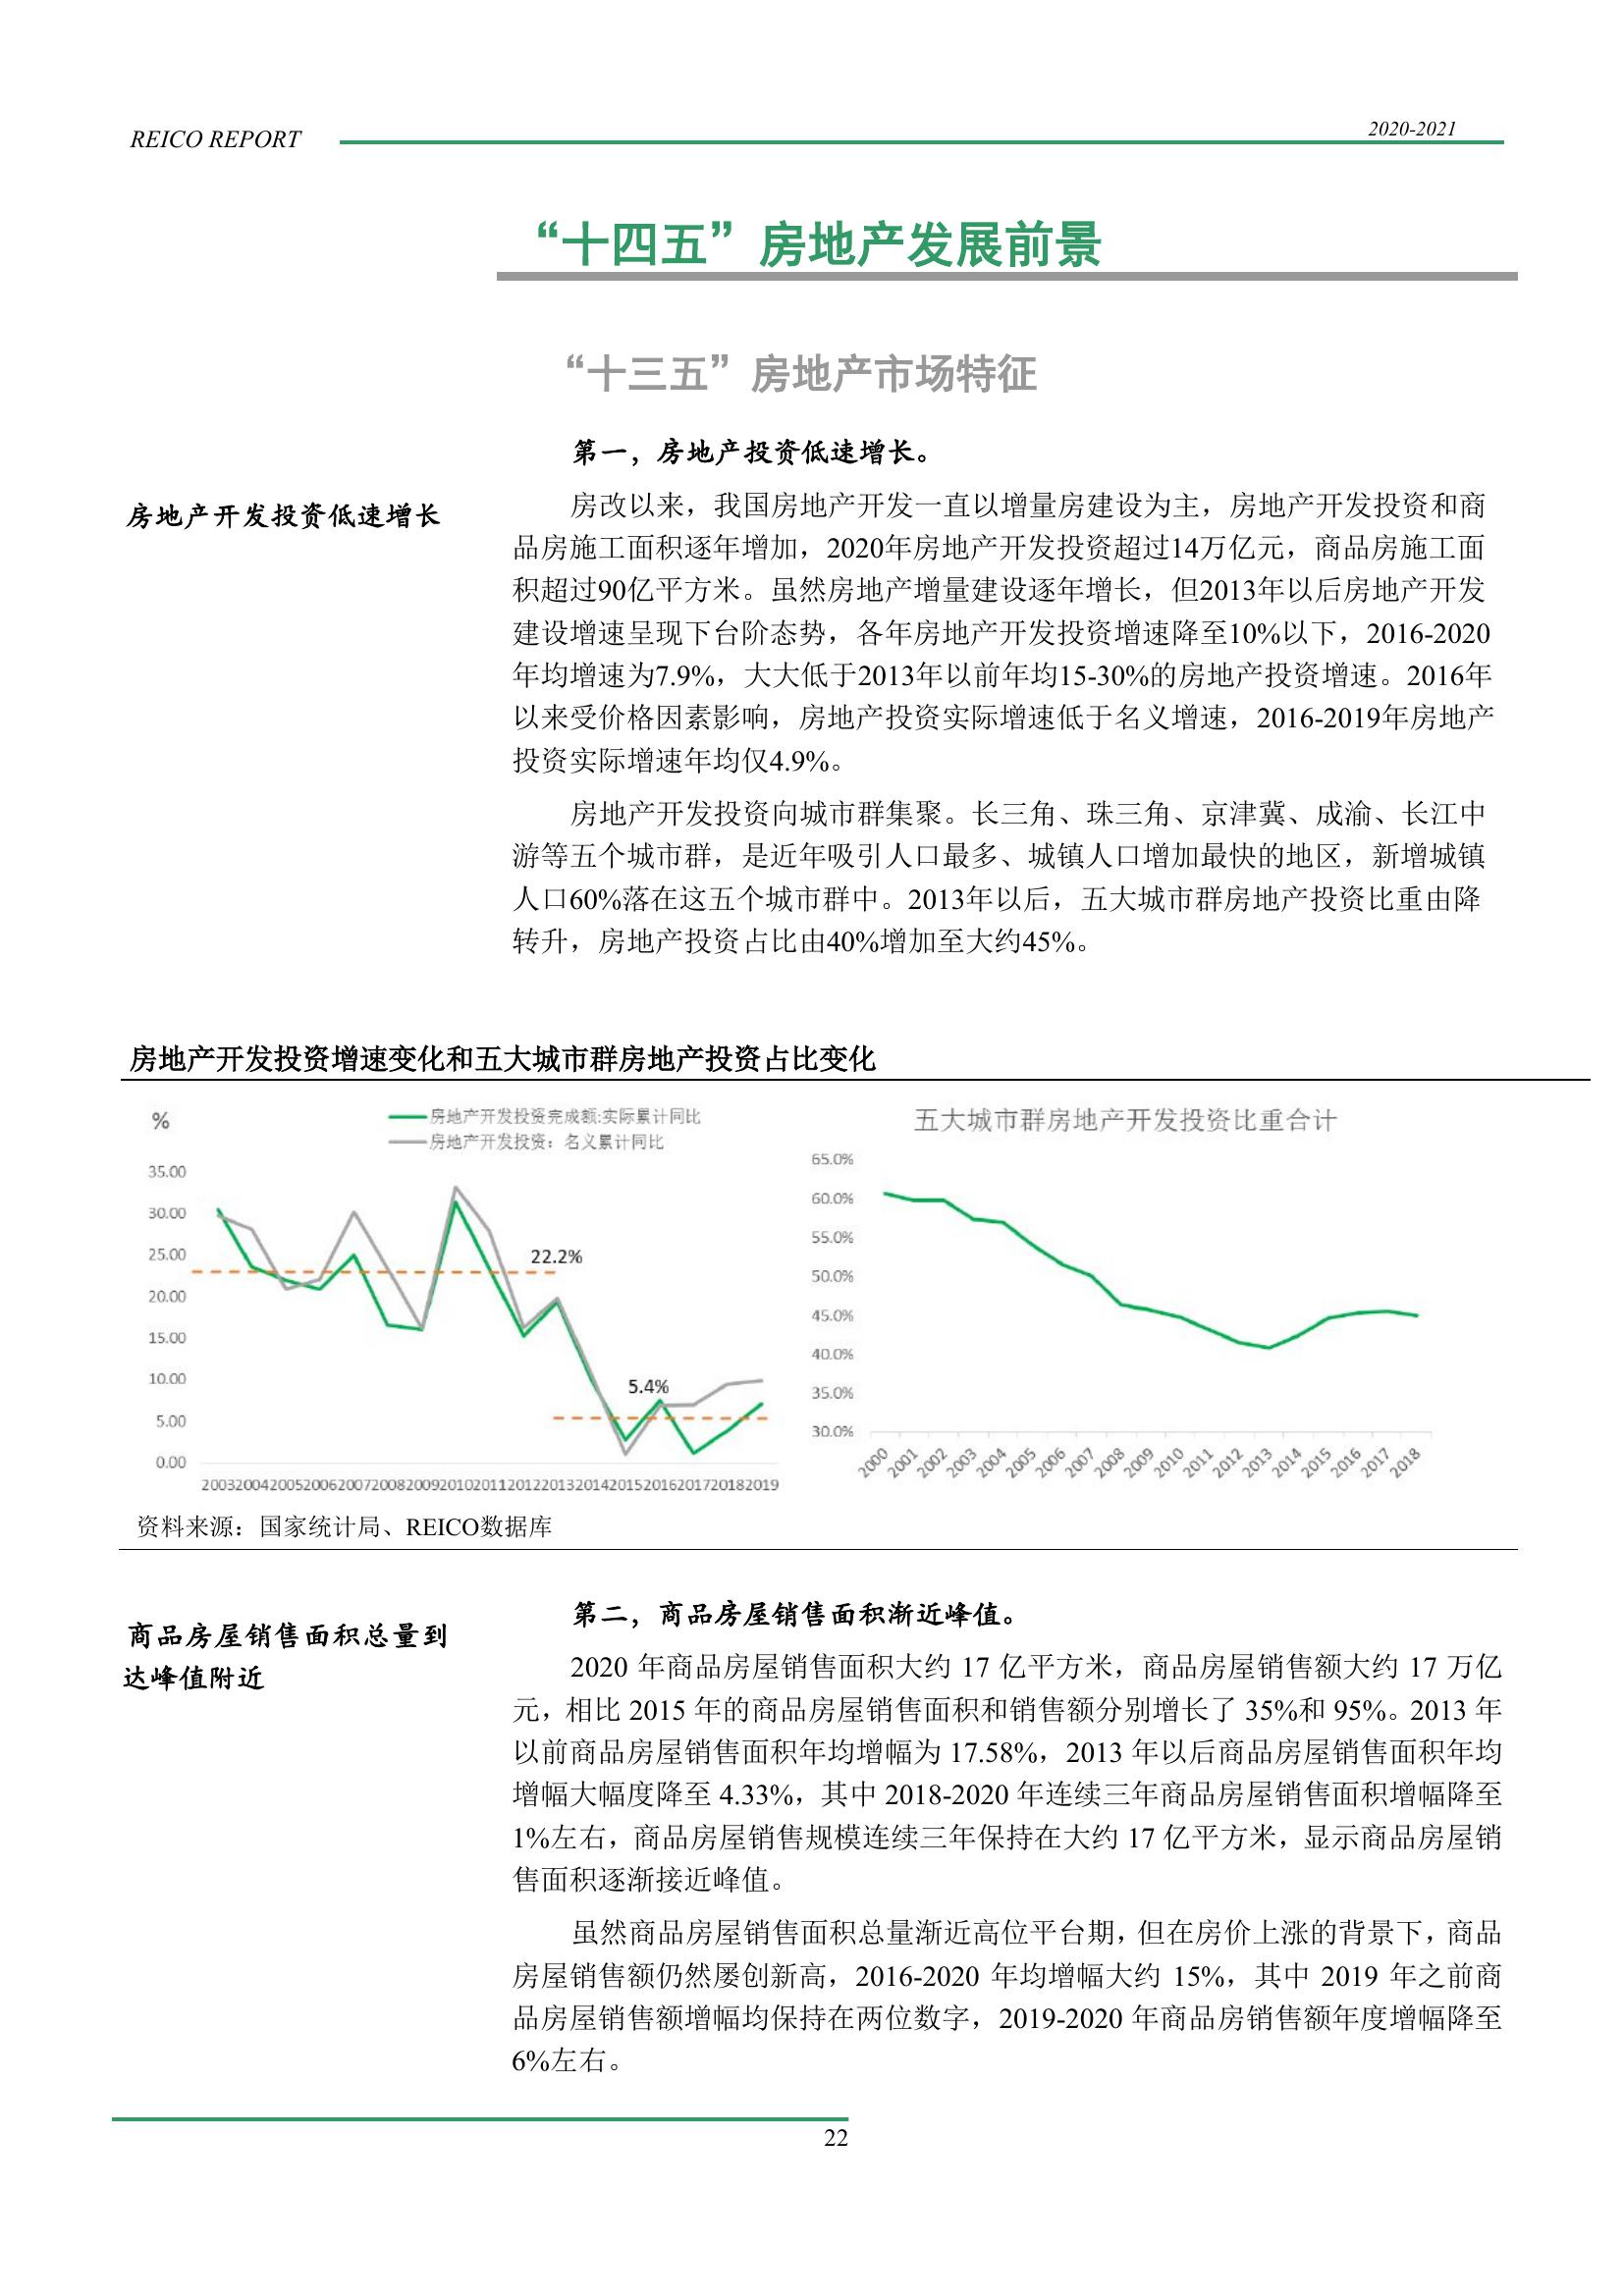 REICO REPORT
2020-2021
“十四五”房地产发展前景
“十三五”房地产市场特征
第一，房地产投资低速增长。
房地产开发投资低速增长
房改以来，我国房地产开发一直以增量房建设为主，房地产开发投资和商
品房施工面积逐年增加，2020年房地产开发投资超过14万亿元，商品房施工面
积超过90亿平方米。虽然房地产增量建设逐年增长，但2013年以后房地产开发
建设增速呈现下台阶态势，各年房地产开发投资增速降至10%以下，2016-2020
年均增速为7.9%，大大低于2013年以前年均15-30%的房地产投资增速。2016年
以来受价格因素影响，房地产投资实际增速低于名义增速，2016-2019年房地产
投资实际增速年均仅4.9%。
房地产开发投资向城市群集聚。长三角、珠三角、京津冀、成渝、长江中
游等五个城市群，是近年吸引人口最多、城镇人口增加最快的地区，新增城镇
人口60%落在这五个城市群中。2013年以后，五大城市群房地产投资比重由降
转升，房地产投资占比由40%增加至大约45%。
房地产开发投资增速变化和五大城市群房地产投资占比变化
%
房地产开发投资完成额:实际累计同比
房地产开发投资：名义累计同比
35.00
30.00
25.00
20.00
15.00
10.00
5.00
0.00
22.2%
5.4%
2003 2004 2005 2006 2007 2008 2009 2010 2011 2012 2013 2014 2015 2016 2017 2018 2019
五大城市群房地产开发投资比重合计
65.0%
60.0%
55.0%
50.0%
45.0%
40.0%
35.0%
30.0%
2000 2001 2002 2003 2004 2005 2006 2007 2008 2009 2010 2011 2012 2013 2014 2015 2016 2017 2018
资料来源：国家统计局、REICO数据库
第二，商品房屋销售面积渐近峰值。
商品房屋销售面积总量到
达峰值附近
2020 年商品房屋销售面积大约 17 亿平方米，商品房屋销售额大约 17 万亿
元，相比 2015 年的商品房屋销售面积和销售额分别增长了 35%和 95%。2013 年
以前商品房屋销售面积年均增幅为 17.58%，2013 年以后商品房屋销售面积年均
增幅大幅度降至 4.33%，其中 2018-2020 年连续三年商品房屋销售面积增幅降至
1%左右，商品房屋销售规模连续三年保持在大约 17 亿平方米，显示商品房屋销
售面积逐渐接近峰值。
虽然商品房屋销售面积总量渐近高位平台期，但在房价上涨的背景下，商品
房屋销售额仍然屡创新高，2016-2020 年均增幅大约 15%，其中 2019 年之前商
品房屋销售额增幅均保持在两位数字，2019-2020 年商品房销售额年度增幅降至
6%左右。
22